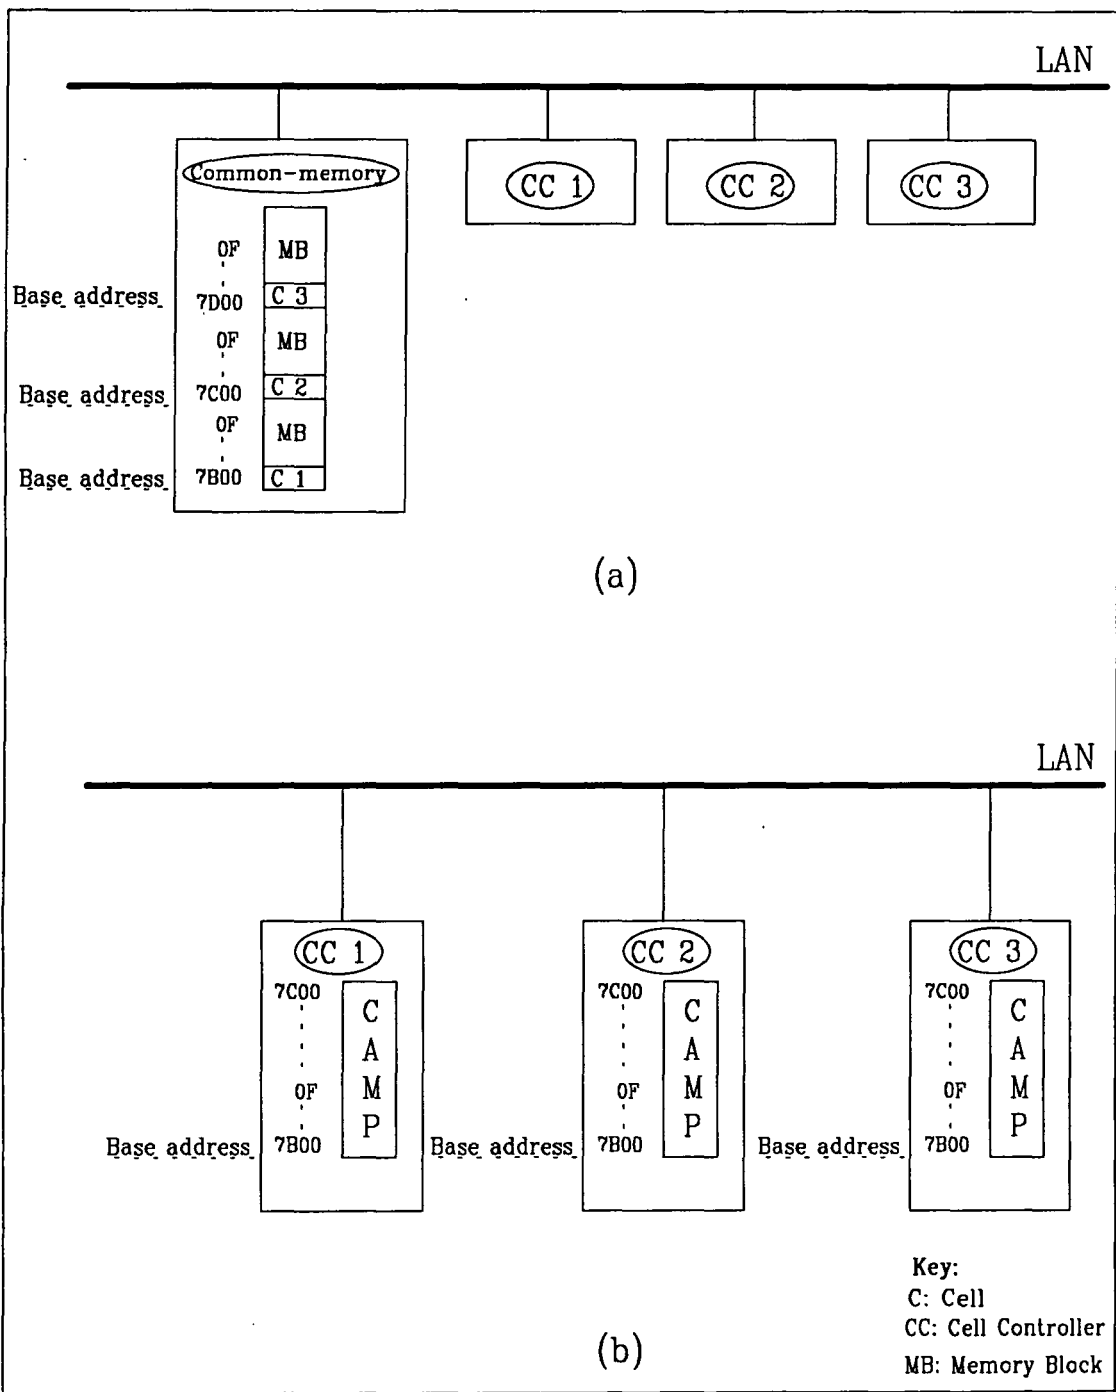 LAN
Common-memory
CC 1
CC 2
CC 3
0F
MB
Base address
7D00
C 3
0F
MB
Base address
7C00
C 2
0F
MB
Base address
7B00
C 1
(a)
LAN
CC 1
7C00
C
A
M
P
0F
Base address
7B00
CC 2
7C00
C
A
M
P
0F
Base address
7B00
CC 3
7C00
C
A
M
P
0F
Base address
7B00
Key:
C: Cell
CC: Cell Controller
MB: Memory Block
(b)